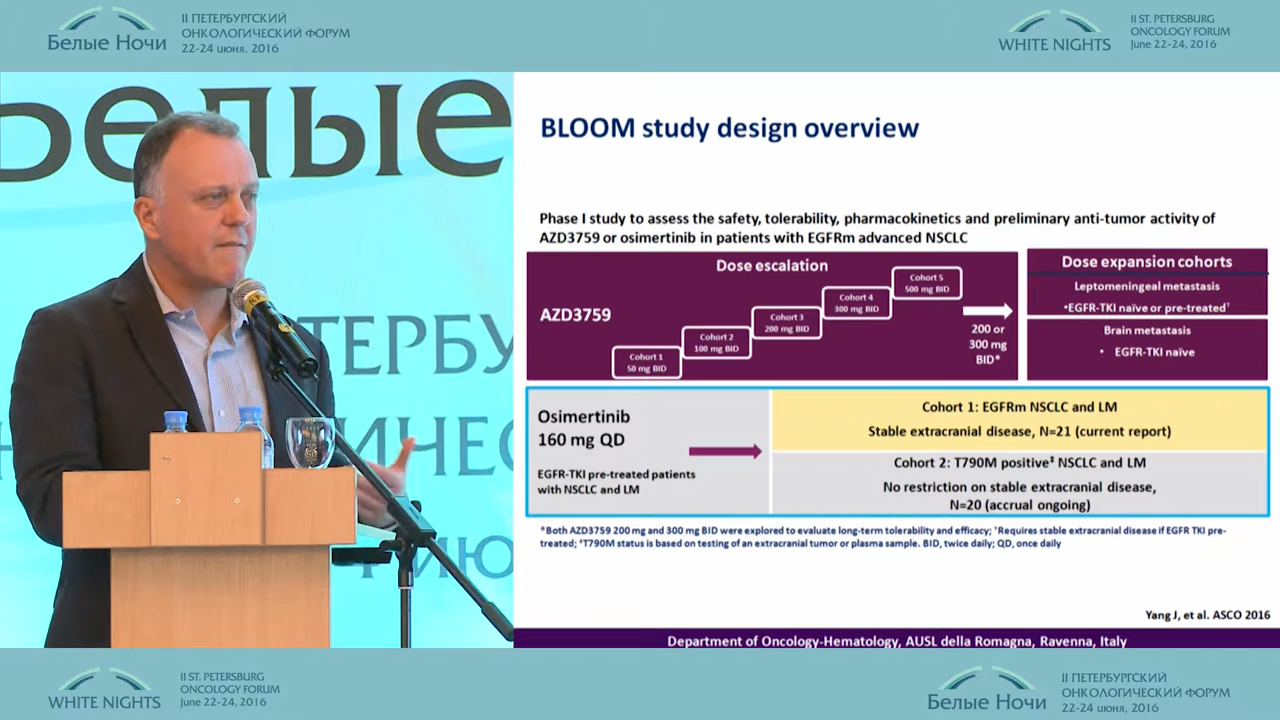 Белые Ночи
II ПЕТЕРБУРГСКИЙ
ОНКОЛОГИЧЕСКИЙ ФОРУМ
22-24 июня, 2016
WHITE NIGHTS
II ST. PETERSBURG
ONCOLOGY FORUM
June 22-24, 2016
Белые
ТЕРБУ
ИЧЕС
ИЮ
BLOOM study design overview
Phase I study to assess the safety, tolerability, pharmacokinetics and preliminary anti-tumor activity of
AZD3759 or osimertinib in patients with EGFRm advanced NSCLC
Dose escalation
AZD3759
Cohort 1
50 mg BID
Cohort 2
100 mg BID
Cohort 3
200 mg BID
Cohort 4
300 mg BID
Cohort 5
500 mg BID
200 or
300 mg
BID*
Dose expansion cohorts
Leptomeningeal metastasis
•EGFR-TKI naïve or pre-treated†
Brain metastasis
• EGFR-TKI naïve
Osimertinib
160 mg QD
EGFR-TKI pre-treated patients
with NSCLC and LM
Cohort 1: EGFRm NSCLC and LM
Stable extracranial disease, N=21 (current report)
Cohort 2: T790M positive‡ NSCLC and LM
No restriction on stable extracranial disease,
N=20 (accrual ongoing)
*Both AZD3759 200 mg and 300 mg BID were explored to evaluate long-term tolerability and efficacy; †Requires stable extracranial disease if EGFR TKI pre-
treated; ‡T790M status is based on testing of an extracranial tumor or plasma sample. BID, twice daily; QD, once daily
Yang J, et al. ASCO 2016
Department of Oncology-Hematology, AUSL della Romagna, Ravenna, Italy
WHITE NIGHTS
II ST. PETERSBURG
ONCOLOGY FORUM
June 22-24, 2016
Белые Ночи
II ПЕТЕРБУРГСКИЙ
ОНКОЛОГИЧЕСКИЙ ФОРУМ
22-24 июня, 2016